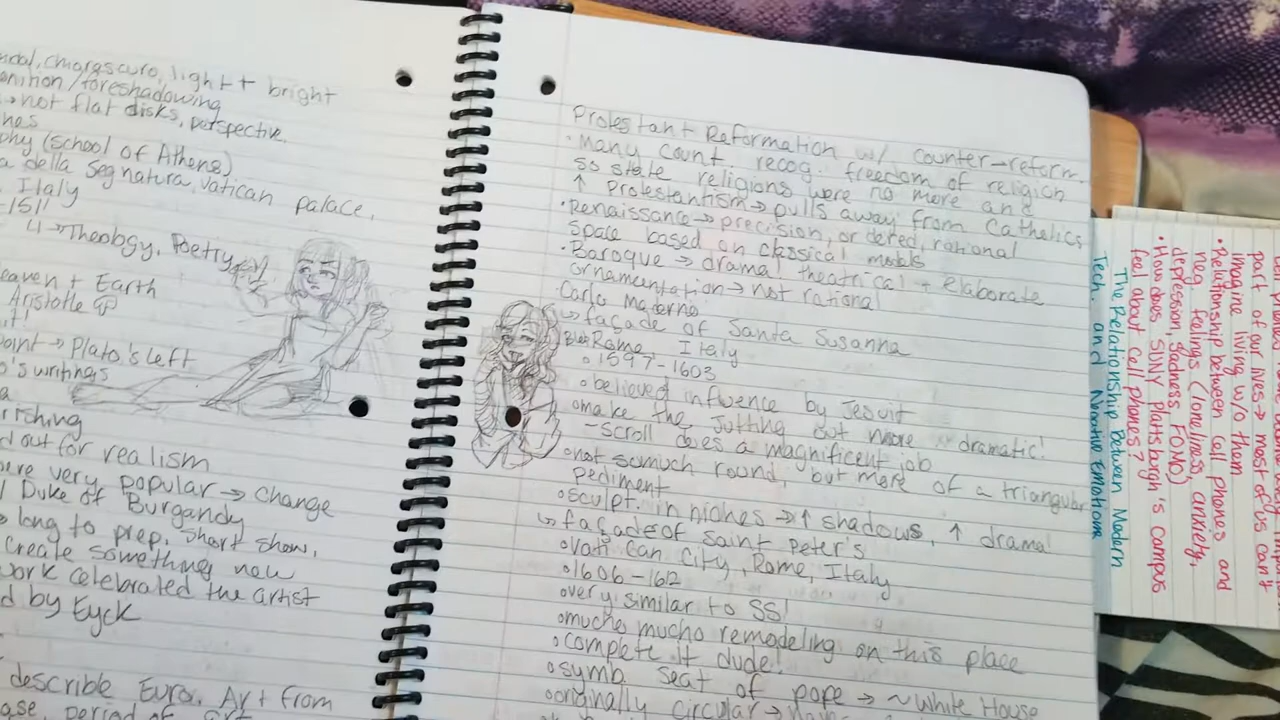 chiaroscuro, light + bright
/foreshadowing
→ not flat disks, perspective.
(School of Athens)
della Segnatura, Vatican palace,
Italy
-1511
4 → Theology, Poetry
+ Earth
Aristotle
point → Plato's left
's writings
out for realism
very popular → change
Duke of Burgandy
long to prep, short show,
create something new
work celebrated the artist
by Eyck
describle Euro. Art from
period of art
Protestant Reformation w/ counter-reform.
• Many count. recog. freedom of religion
so state religions were no more and
↑ Protestantism → pulls away from Catholics
• Renaissance → precision, ordered, rational
space based on classical models
• Baroque → drama! theatrical + elaborate
ornamentation → not rational
Carlo Maderno
↳ façade of Santa Susanna
Rome, Italy
◦ 1597-1603
◦ believed influence by Jesuit
◦ make the jutting out more dramatic!
- scroll does a magnificent job
◦ not so much round, but more of a triangular
pediment
◦ sculpt. in niches → ↑ shadows, ↑ drama!
↳ façade of Saint Peter's
◦ Vatican City, Rome, Italy
◦ 1606-1612
◦ very similar to SS!
◦ mucho mucho remodeling on this place
◦ complete it dude!
◦ symb. seat of pope → ~ White House
◦ originally circular →
part of our lives → most of us can't
imagine living w/o them
• Relationship between cell phones and
neg. feelings (loneliness, anxiety,
depression, sadness, FOMO)
• How does SUNY Plattsburgh's campus
feel about cell phones?
The Relationship Between Modern
Tech. and Negative Emotions